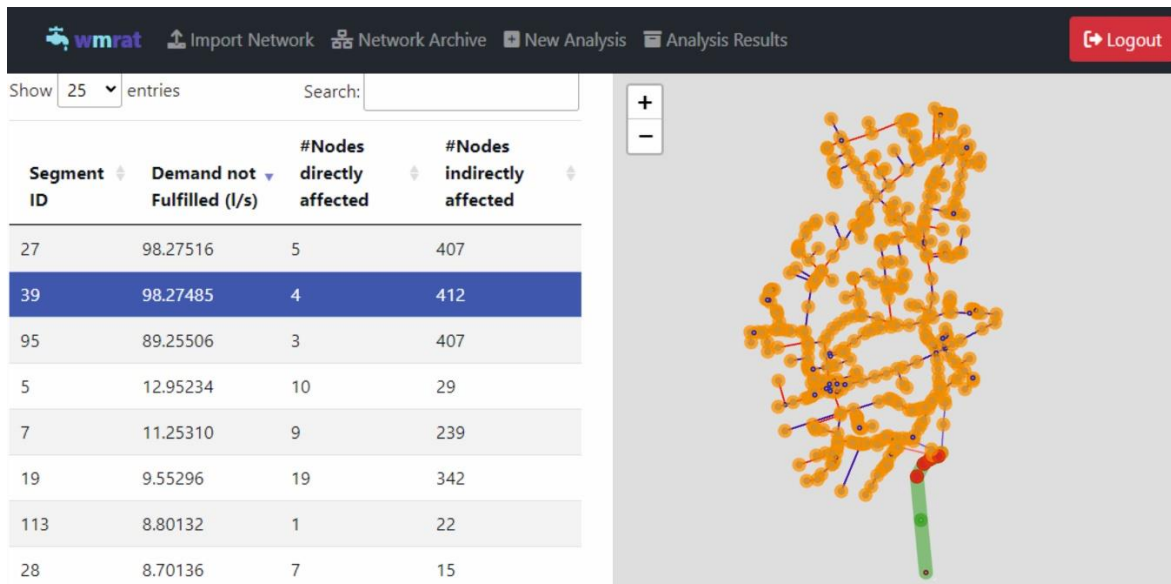 wmrat Import Network Network Archive New Analysis Analysis Results Logout
Show 25 entries Search:
+
−
Segment ID Demand not Fulfilled (l/s) #Nodes directly affected #Nodes indirectly affected
27 98.27516 5 407
39 98.27485 4 412
95 89.25506 3 407
5 12.95234 10 29
7 11.25310 9 239
19 9.55296 19 342
113 8.80132 1 22
28 8.70136 7 15